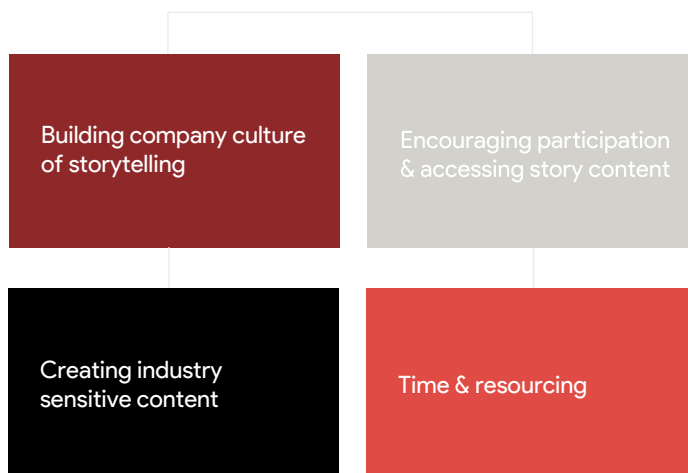 Building company culture
of storytelling
Encouraging participation
& accessing story content
Creating industry
sensitive content
Time & resourcing